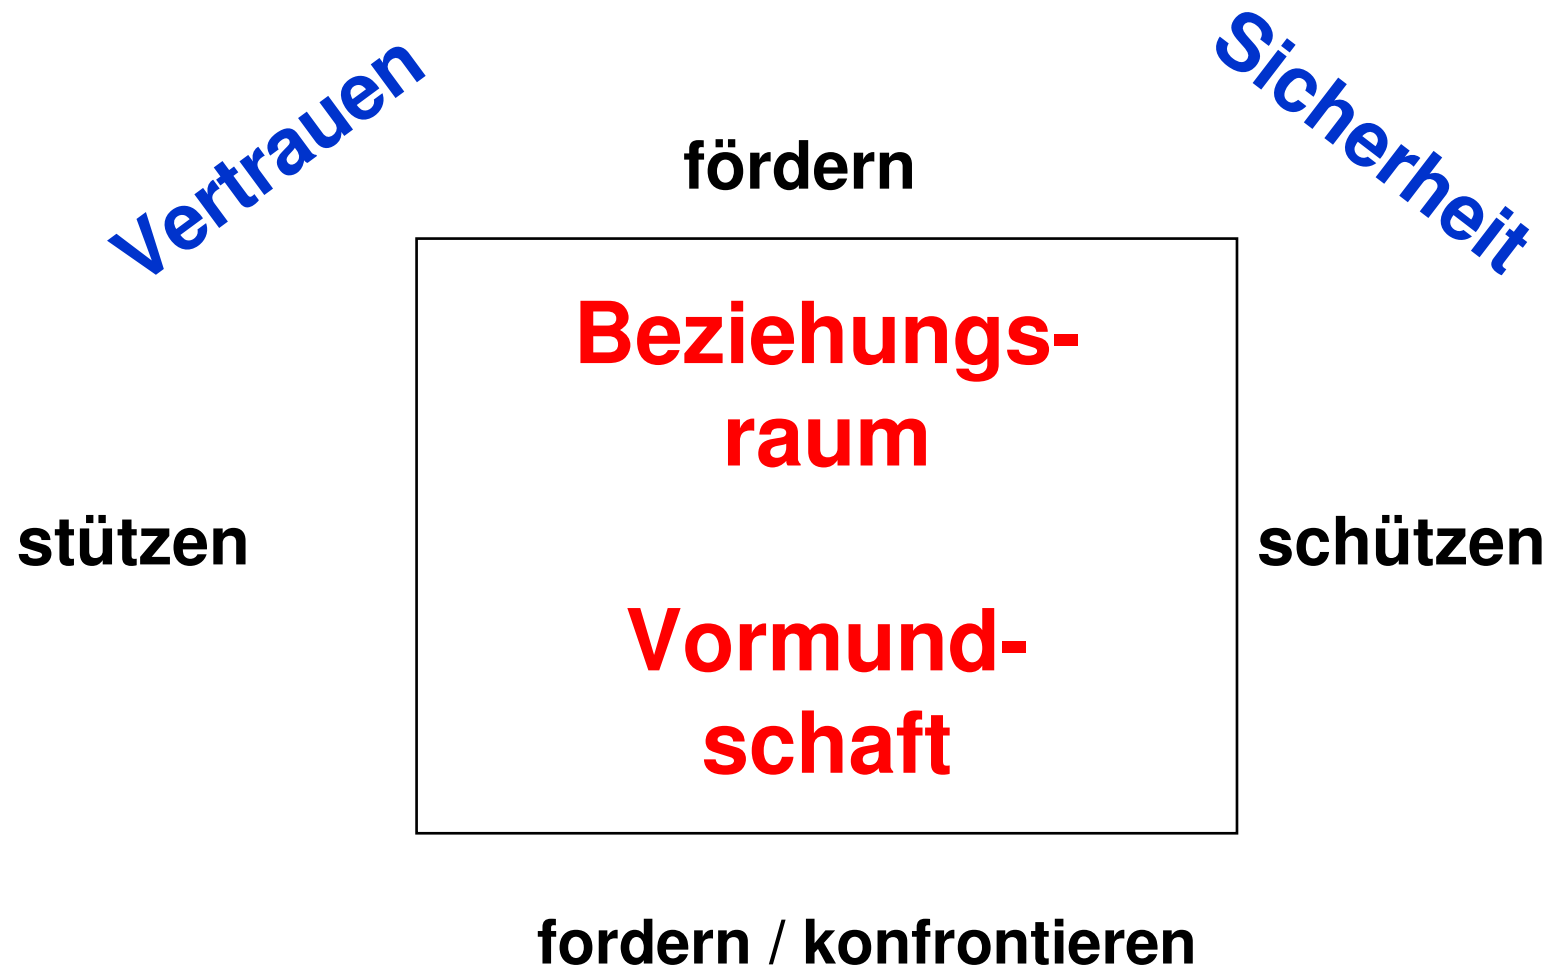 Vertrauen
Sicherheit
fördern
Beziehungs-
raum
stützen
schützen
Vormund-
schaft
fordern / konfrontieren